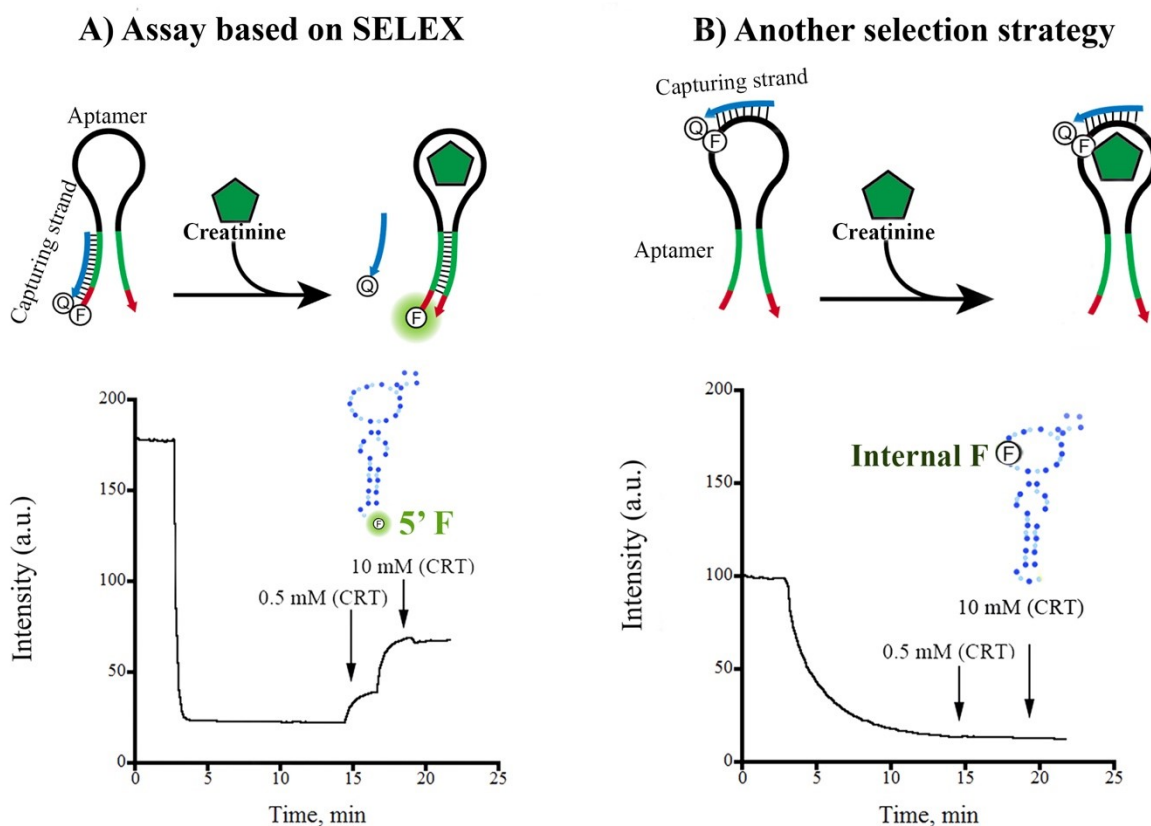 A) Assay based on SELEX
Aptamer
Capturing strand
Q
F
Creatinine
Q
F
200
150
100
50
0
0
5
10
15
20
25
Intensity (a.u.)
Time, min
F
5’ F
10 mM (CRT)
0.5 mM (CRT)
B) Another selection strategy
Capturing strand
Q
F
Aptamer
Creatinine
Q
F
200
150
100
50
0
0
5
10
15
20
25
Intensity (a.u.)
Time, min
Internal F
F
10 mM (CRT)
0.5 mM (CRT)